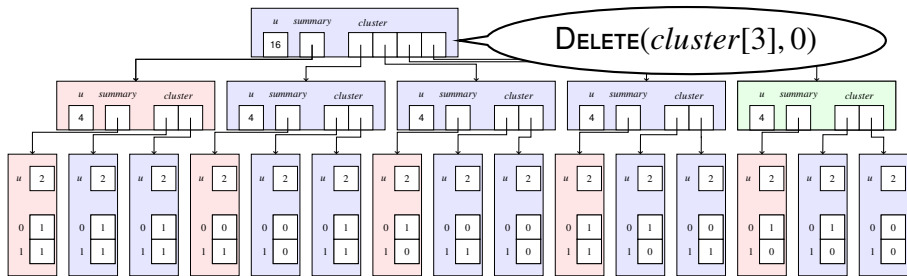 u summary cluster
16
DELETE(cluster[3], 0)
u summary cluster u summary cluster u summary cluster u summary cluster u summary cluster
4 4 4 4 4
u 2 u 2 u 2 u 2 u 2 u 2 u 2 u 2 u 2 u 2 u 2 u 2 u 2 u 2 u 2
0 1 0 1 0 1 0 0 0 0 0 1 0 1 0 1 0 0 0 1 0 1 0 1 0 1 0 1 0 0
1 1 1 1 1 1 1 1 1 0 1 1 1 0 1 0 1 0 1 1 1 0 1 0 1 0 1 0 1 0